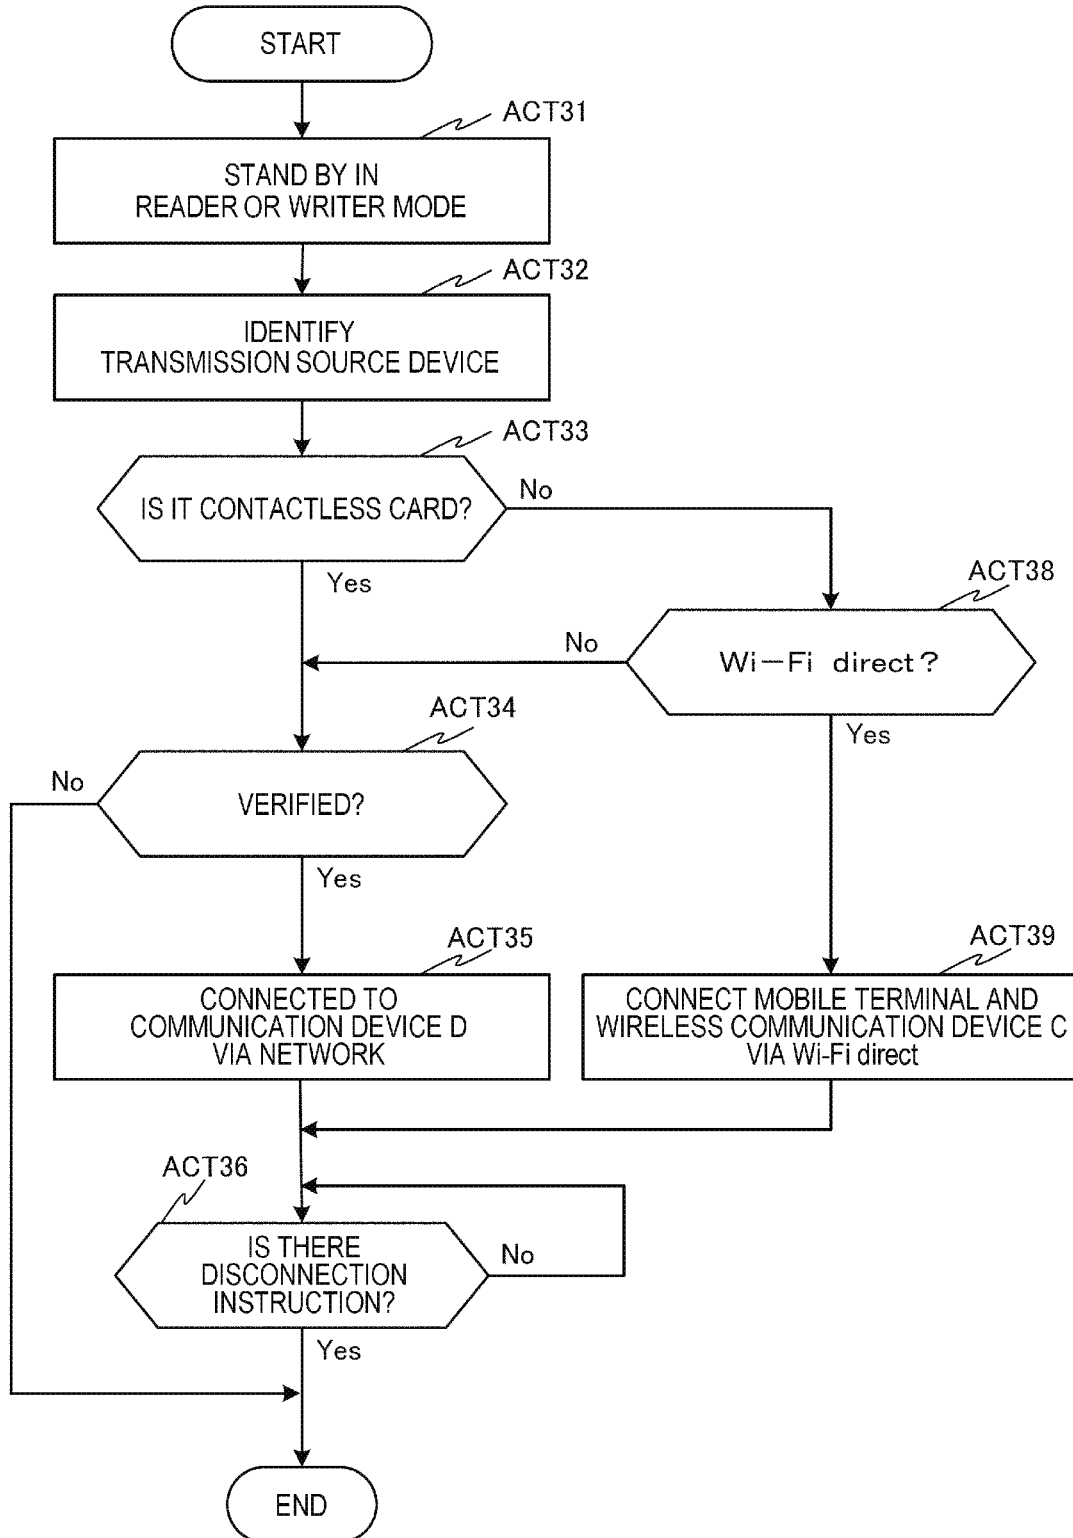 START
ACT31
STAND BY IN
READER OR WRITER MODE
ACT32
IDENTIFY
TRANSMISSION SOURCE DEVICE
ACT33
IS IT CONTACTLESS CARD?
No
Yes
ACT38
Wi-Fi direct?
No
Yes
ACT34
VERIFIED?
No
Yes
ACT35
CONNECTED TO
COMMUNICATION DEVICE D
VIA NETWORK
ACT39
CONNECT MOBILE TERMINAL AND
WIRELESS COMMUNICATION DEVICE C
VIA Wi-Fi direct
ACT36
IS THERE
DISCONNECTION
INSTRUCTION?
No
Yes
END